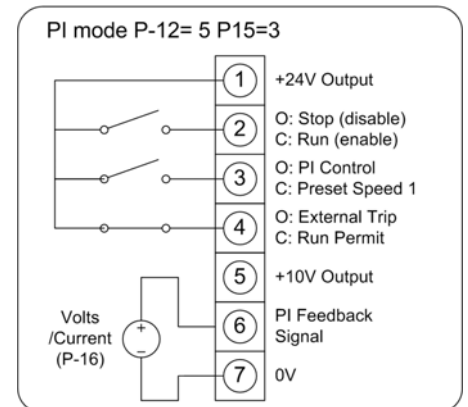 PI mode P-12= 5 P15=3
1 +24V Output
2 O: Stop (disable)
C: Run (enable)
3 O: PI Control
C: Preset Speed 1
4 O: External Trip
C: Run Permit
5 +10V Output
Volts
/Current
(P-16)
+
−
6 PI Feedback
Signal
7 0V